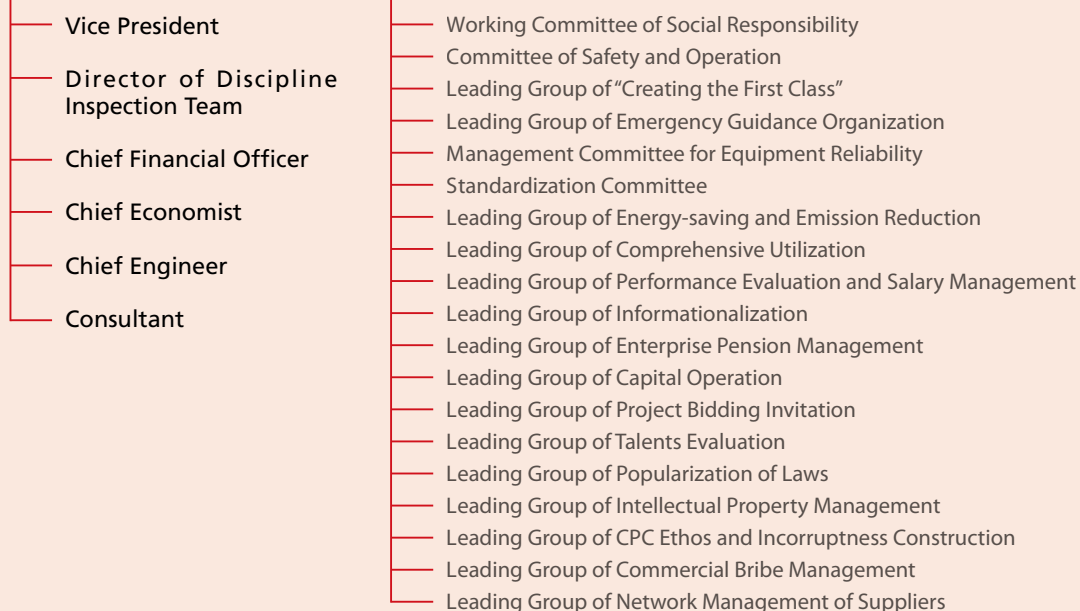 Vice President
Director of Discipline
Inspection Team
Chief Financial Officer
Chief Economist
Chief Engineer
Consultant
Working Committee of Social Responsibility
Committee of Safety and Operation
Leading Group of “Creating the First Class”
Leading Group of Emergency Guidance Organization
Management Committee for Equipment Reliability
Standardization Committee
Leading Group of Energy-saving and Emission Reduction
Leading Group of Comprehensive Utilization
Leading Group of Performance Evaluation and Salary Management
Leading Group of Informationalization
Leading Group of Enterprise Pension Management
Leading Group of Capital Operation
Leading Group of Project Bidding Invitation
Leading Group of Talents Evaluation
Leading Group of Popularization of Laws
Leading Group of Intellectual Property Management
Leading Group of CPC Ethos and Incorruptness Construction
Leading Group of Commercial Bribe Management
Leading Group of Network Management of Suppliers